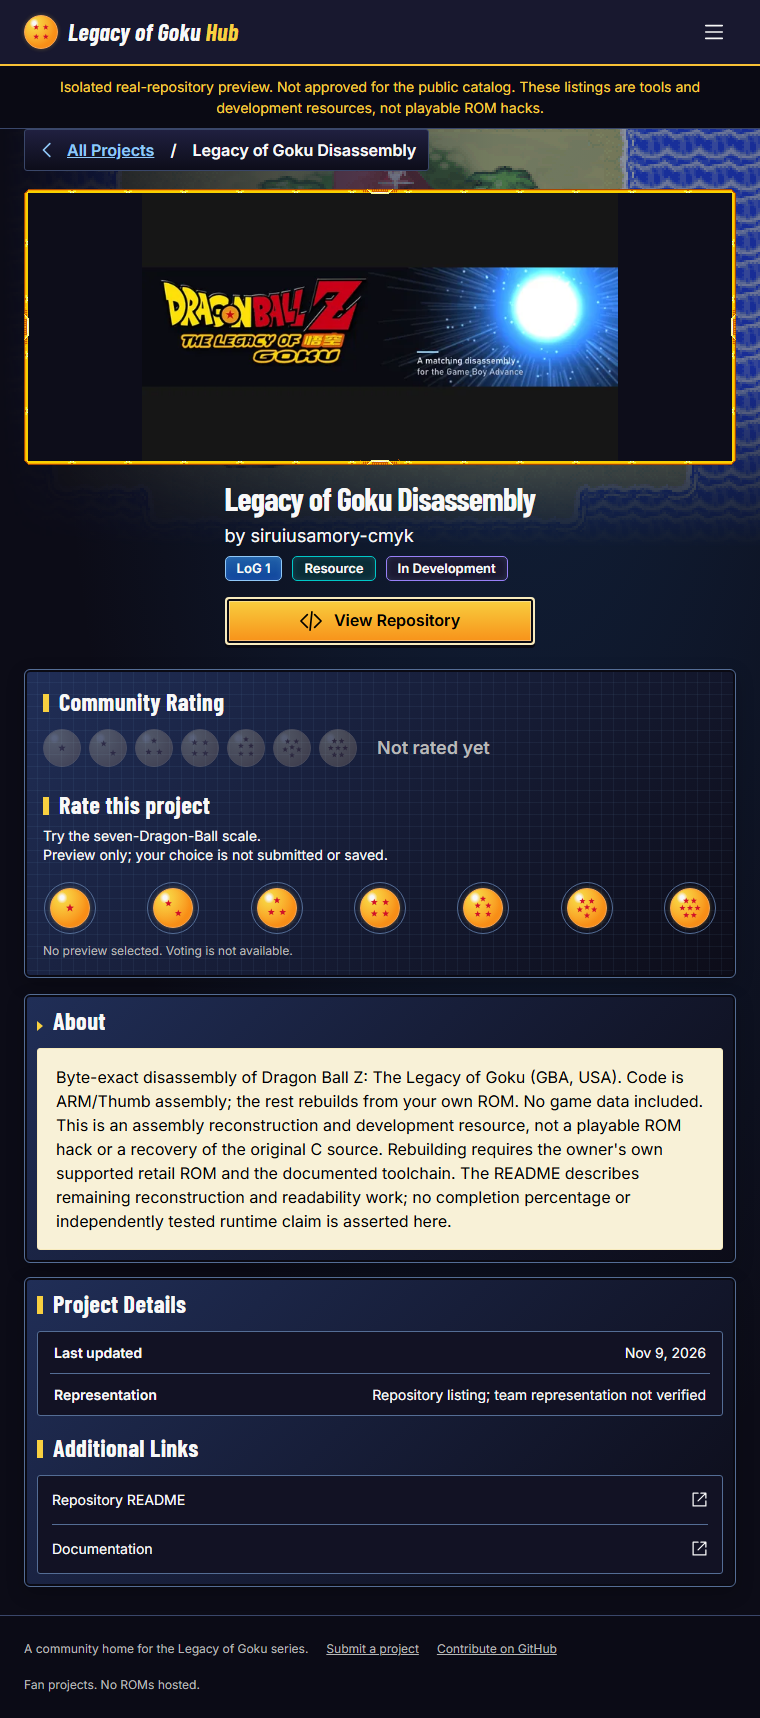 Legacy of Goku Hub
Isolated real-repository preview. Not approved for the public catalog. These listings are tools and
development resources, not playable ROM hacks.
All Projects / Legacy of Goku Disassembly
DRAGON BALL Z
THE LEGACY OF 悟空
GOKU
A matching disassembly
for the Game Boy Advance
Legacy of Goku Disassembly
by siruiusamory-cmyk
LoG 1 Resource In Development
View Repository
Community Rating
Not rated yet
Rate this project
Try the seven-Dragon-Ball scale.
Preview only; your choice is not submitted or saved.
No preview selected. Voting is not available.
About
Byte-exact disassembly of Dragon Ball Z: The Legacy of Goku (GBA, USA). Code is
ARM/Thumb assembly; the rest rebuilds from your own ROM. No game data included.
This is an assembly reconstruction and development resource, not a playable ROM
hack or a recovery of the original C source. Rebuilding requires the owner's own
supported retail ROM and the documented toolchain. The README describes
remaining reconstruction and readability work; no completion percentage or
independently tested runtime claim is asserted here.
Project Details
Last updated Nov 9, 2026
Representation Repository listing; team representation not verified
Additional Links
Repository README
Documentation
A community home for the Legacy of Goku series. Submit a project Contribute on GitHub
Fan projects. No ROMs hosted.